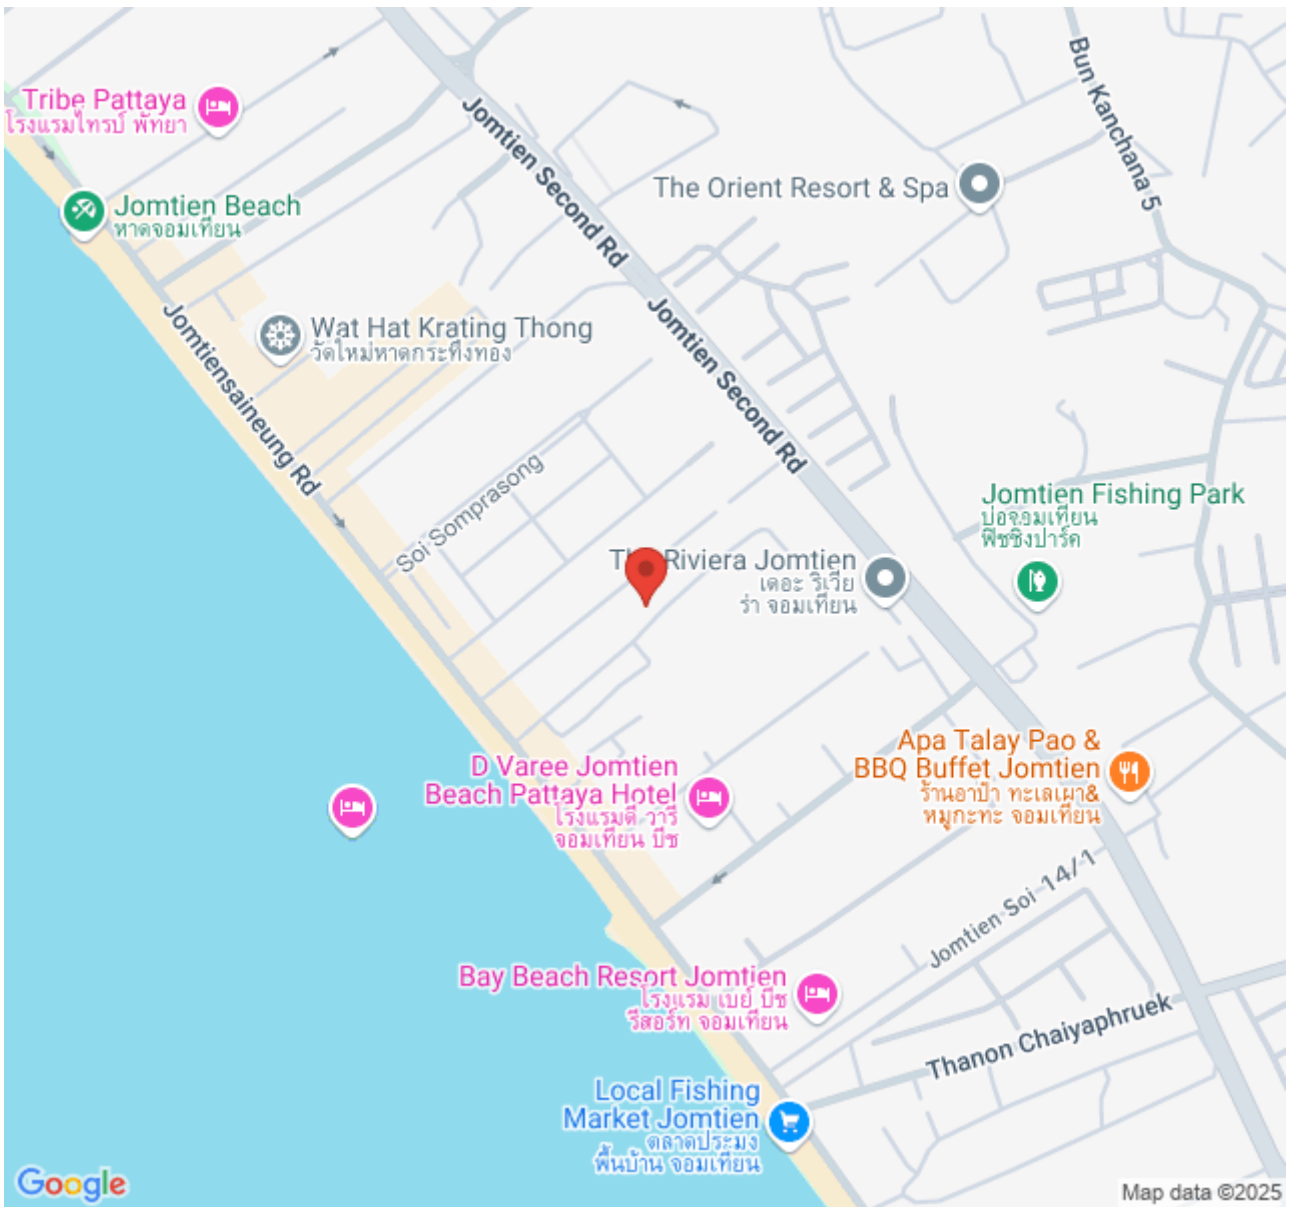 Bun Kanchana 5
Tribe Pattaya
โรงแรมไทรบ์ พัทยา
Jomtien Second Rd
The Orient Resort & Spa
Jomtien Beach
หาดจอมเทียน
Jomtiensaineung Rd
Wat Hat Krating Thong
วัดใหม่หาดกระทิงทอง
Jomtien Second Rd
Soi Somprasong
Jomtien Fishing Park
บ่อจอมเทียน
ฟิชชิงปาร์ค
Riviera Jomtien
เดอะ ริเวีย
ร่า จอมเทียน
Apa Talay Pao &
BBQ Buffet Jomtien
ร้านอาป๋า ทะเลเผา&
หมูกะทะ จอมเทียน
D Varee Jomtien
Beach Pattaya Hotel
โรงแรมดี วารี
จอมเทียน บีช
Jomtien Soi 14/1
Bay Beach Resort Jomtien
โรงแรม เบย์ บีช
รีสอร์ท จอมเทียน
Thanon Chaiyaphruek
Local Fishing
Market Jomtien
ตลาดประมง
พื้นบ้าน จอมเทียน
Google
Map data ©2025